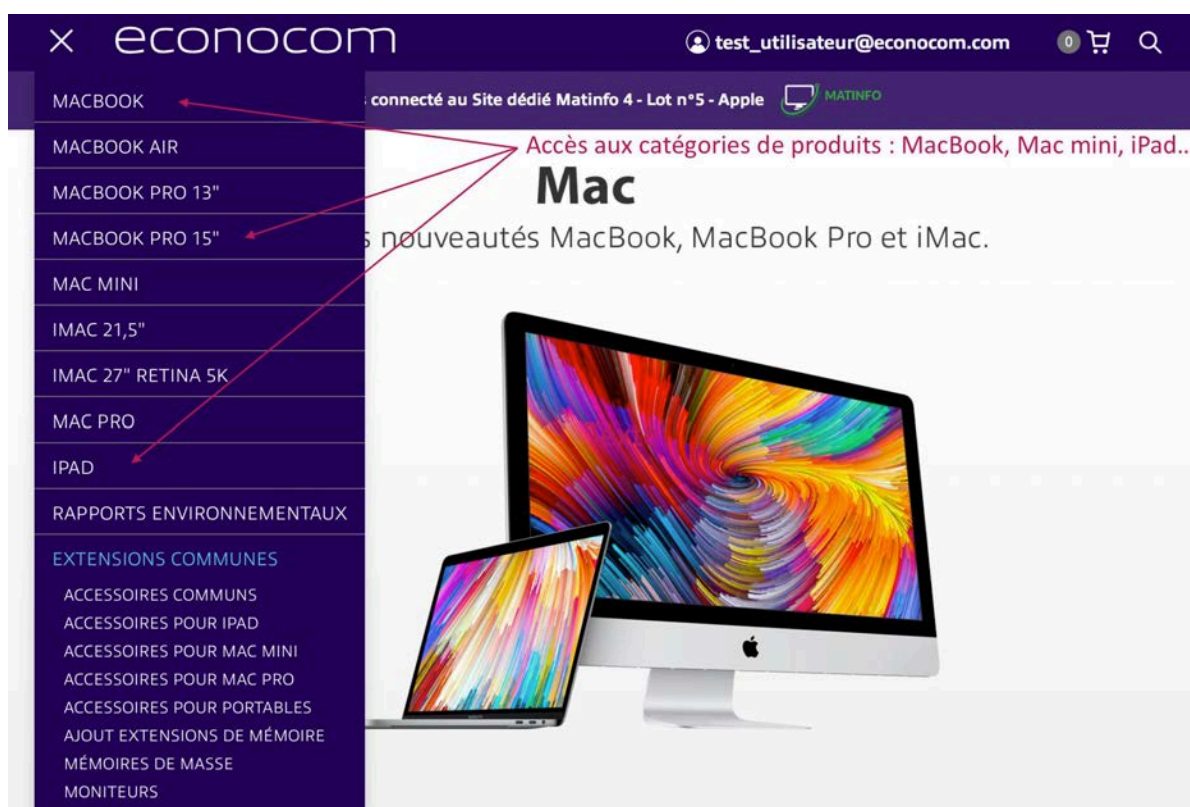 econocom
test_utilisateur@econocom.com 0
connecté au Site dédié Matinfo 4 - Lot n°5 - Apple MATINFO
Accès aux catégories de produits : MacBook, Mac mini, iPad..
Mac
nouveautés MacBook, MacBook Pro et iMac.
MACBOOK
MACBOOK AIR
MACBOOK PRO 13"
MACBOOK PRO 15"
MAC MINI
IMAC 21,5"
IMAC 27" RETINA 5K
MAC PRO
IPAD
RAPPORTS ENVIRONNEMENTAUX
EXTENSIONS COMMUNES
ACCESSOIRES COMMUNS
ACCESSOIRES POUR IPAD
ACCESSOIRES POUR MAC MINI
ACCESSOIRES POUR MAC PRO
ACCESSOIRES POUR PORTABLES
AJOUT EXTENSIONS DE MÉMOIRE
MÉMOIRES DE MASSE
MONITEURS